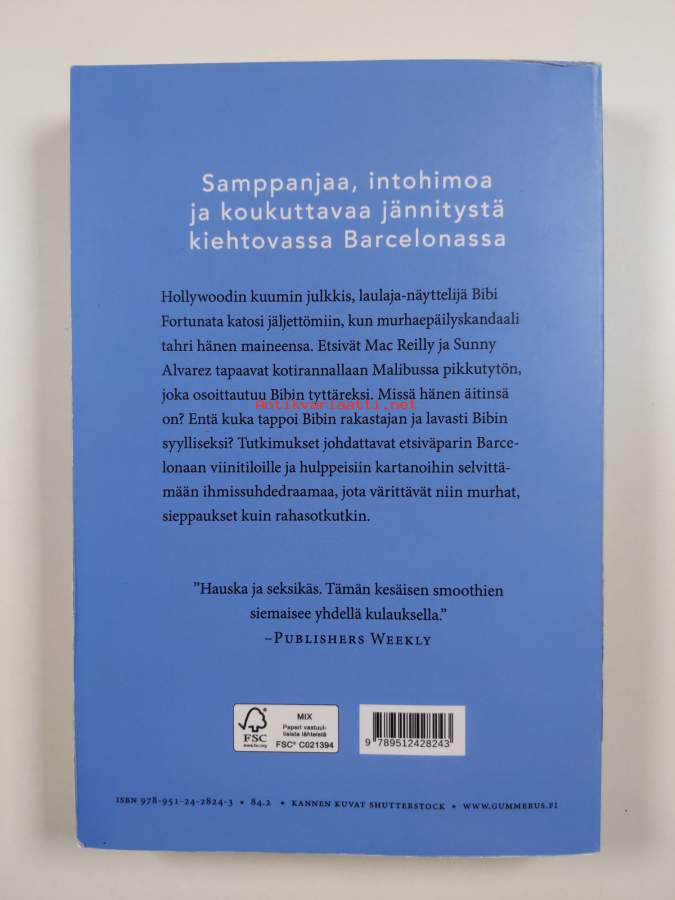 Samppanjaa, intohimoa
ja koukuttavaa jännitystä
kiehtovassa Barcelonassa
Hollywoodin kuumin julkkis, laulaja-näyttelijä Bibi
Fortunata katosi jäljettömiin, kun murhaepäilyskandaali
tahri hänen maineensa. Etsivät Mac Reilly ja Sunny
Alvarez tapaavat kotirannallaan Malibussa pikkutytön,
joka osoittautuu Bibin tyttäreksi. Missä hänen äitinsä
Antikvariaatti.net
on? Entä kuka tappoi Bibin rakastajan ja lavasti Bibin
syylliseksi? Tutkimukset johdattavat etsiväparin Barce-
lonaan viinitiloille ja hulppeisiin kartanoihin selvittä-
mään ihmissuhdedraamaa, jota värittävät niin murhat,
sieppaukset kuin rahasotkutkin.
”Hauska ja seksikäs. Tämän kesäisen smoothien
siemaisee yhdellä kulauksella.”
–Publishers Weekly
FSC
www.fsc.org
MIX
Paperi vastuul-
lisista lähteistä
FSC® C021394
9 789512 428243
ISBN 978-951-24-2824-3 • 84.2 • KANNEN KUVAT SHUTTERSTOCK • WWW.GUMMERUS.FI